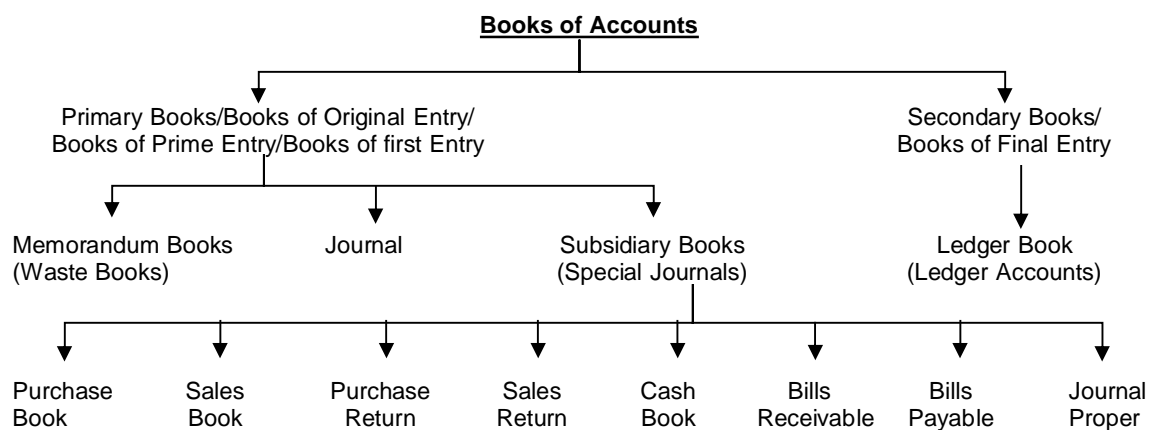 Books of Accounts
Primary Books/Books of Original Entry/
Books of Prime Entry/Books of first Entry
Secondary Books/
Books of Final Entry
Memorandum Books
(Waste Books)
Journal
Subsidiary Books
(Special Journals)
Ledger Book
(Ledger Accounts)
Purchase
Book
Sales
Book
Purchase
Return
Sales
Return
Cash
Book
Bills
Receivable
Bills
Payable
Journal
Proper